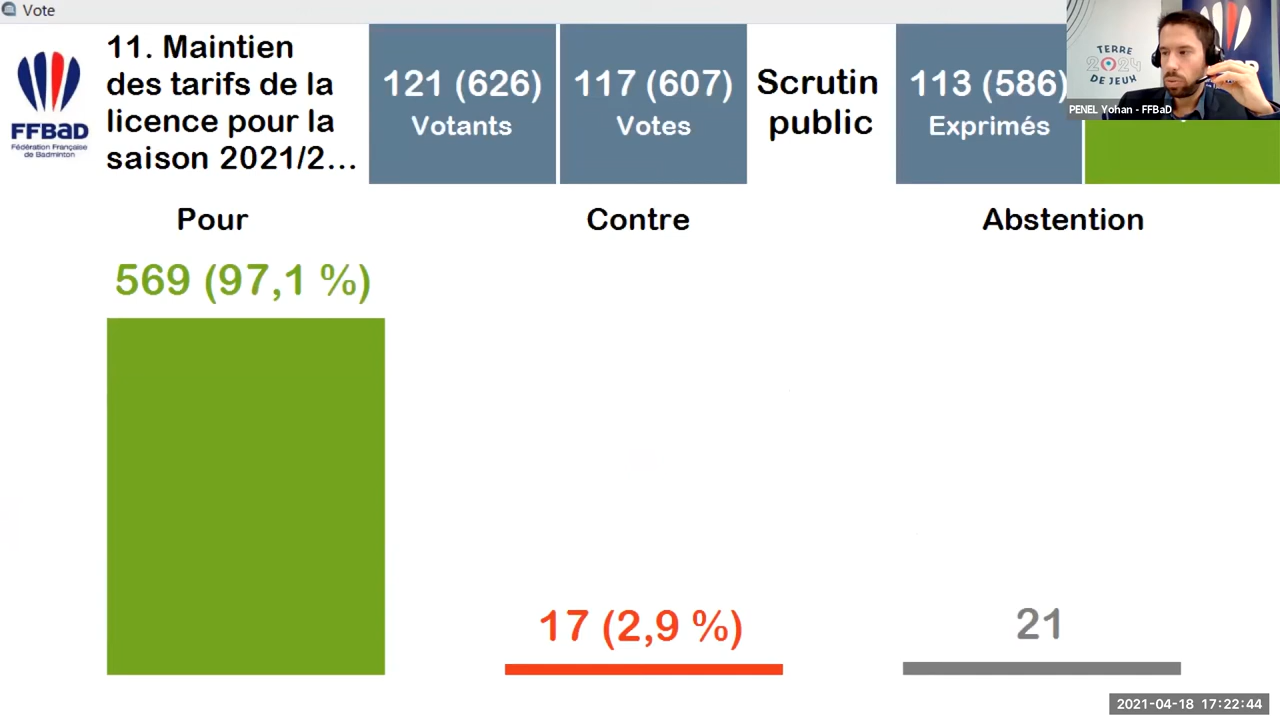 Vote
11. Maintien
des tarifs de la
licence pour la
saison 2021/2...
FFBaD
Fédération Française
de Badminton
121 (626)
Votants
117 (607)
Votes
Scrutin
public
113 (586)
Exprimés
TERRE
2024
DE JEUX
PENEL Yohan - FFBaD
Pour
Contre
Abstention
569 (97,1 %)
17 (2,9 %)
21
2021-04-18 17:22:44